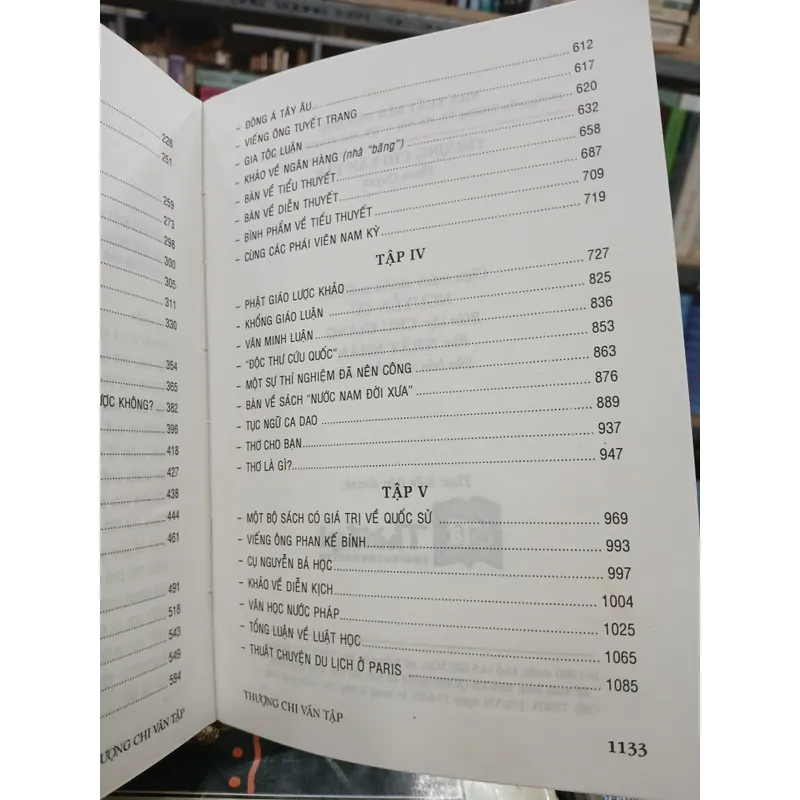 226
251
259
273
298
300
305
311
330
354
365
ƯỢC KHÔNG? .... 382
396
418
427
438
444
461
491
518
543
549
594
ƯỢNG CHI VĂN TẬP
- ĐÔNG Á TÂY ÂU 612
- VIẾNG ÔNG TUYẾT TRANG 617
- GIA TỘC LUẬN 620
- KHẢO VỀ NGÂN HÀNG (nhà "băng") 632
- BÀN VỀ TIỂU THUYẾT 658
- BÀN VỀ DIỄN THUYẾT 687
- BÌNH PHẨM VỀ TIỂU THUYẾT 709
- CÙNG CÁC PHÁI VIÊN NAM KỲ 719
TẬP IV
- PHẬT GIÁO LƯỢC KHẢO 727
- KHỔNG GIÁO LUẬN 825
- VĂN MINH LUẬN 836
- "ĐỘC THƯ CỨU QUỐC" 853
- MỘT SỰ THÍ NGHIỆM ĐÃ NÊN CÔNG 863
- BÀN VỀ SÁCH "NƯỚC NAM ĐỜI XƯA" 876
- TỤC NGỮ CA DAO 889
- THƠ CHO BẠN 937
- THƠ LÀ GÌ? 947
TẬP V
- MỘT BỘ SÁCH CÓ GIÁ TRỊ VỀ QUỐC SỬ 969
- VIẾNG ÔNG PHAN KẾ BÍNH 993
- CỤ NGUYỄN BÁ HỌC 997
- KHẢO VỀ DIỄN KỊCH 1004
- VĂN HỌC NƯỚC PHÁP 1025
- TỔNG LUẬN VỀ LUẬT HỌC 1065
- THUẬT CHUYỆN DU LỊCH Ở PARIS 1085
THƯỢNG CHI VĂN TẬP
1133